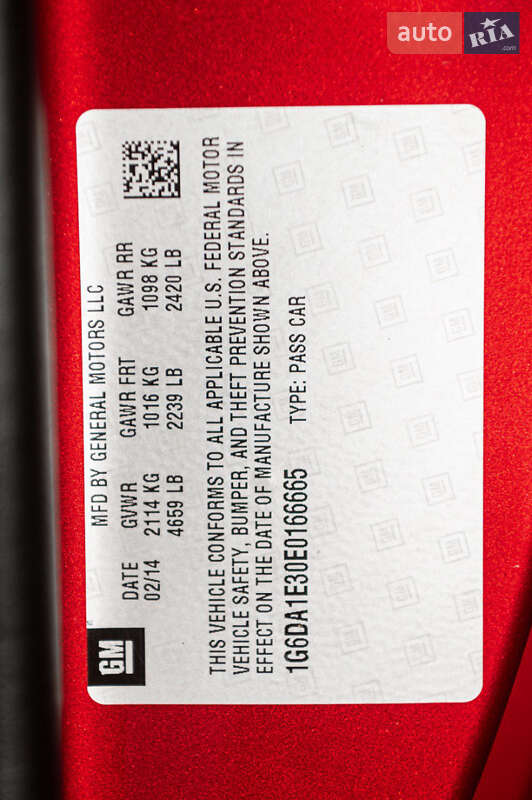 auto RIA .com
GM
MFD BY GENERAL MOTORS LLC
DATE GVWR GAWR FRT GAWR RR
02/14 2114 KG 1016 KG 1098 KG
4659 LB 2239 LB 2420 LB
THIS VEHICLE CONFORMS TO ALL APPLICABLE U.S. FEDERAL MOTOR
VEHICLE SAFETY, BUMPER, AND THEFT PREVENTION STANDARDS IN
EFFECT ON THE DATE OF MANUFACTURE SHOWN ABOVE.
1G6DA1E30E0166665 TYPE: PASS CAR